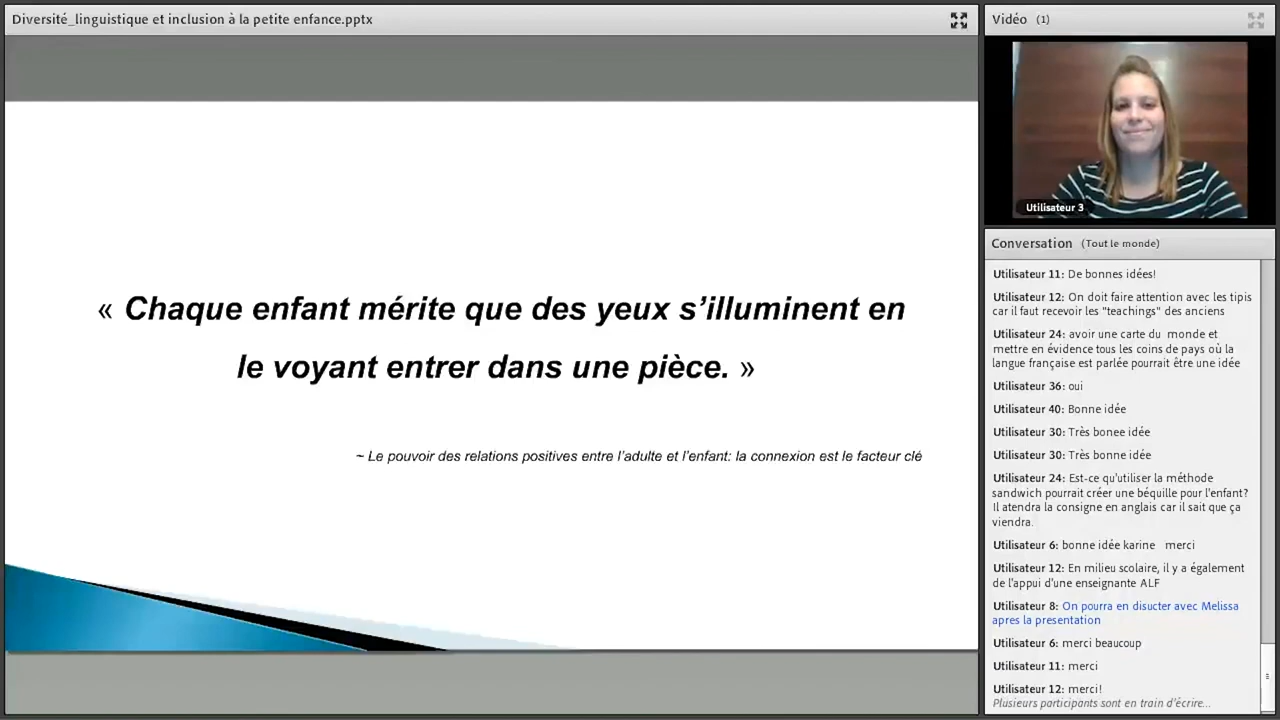 Diversité_linguistique et inclusion à la petite enfance.pptx
« Chaque enfant mérite que des yeux s’illuminent en
le voyant entrer dans une pièce. »
~ Le pouvoir des relations positives entre l’adulte et l’enfant: la connexion est le facteur clé
Vidéo (1)
Utilisateur 3
Conversation (Tout le monde)
Utilisateur 11: De bonnes idées!
Utilisateur 12: On doit faire attention avec les tipis
car il faut recevoir les "teachings" des anciens
Utilisateur 24: avoir une carte du monde et
mettre en évidence tous les coins de pays où la
langue française est parlée pourrait être une idée
Utilisateur 36: oui
Utilisateur 40: Bonne idée
Utilisateur 30: Très bonee idée
Utilisateur 30: Très bonne idée
Utilisateur 24: Est-ce qu'utiliser la méthode
sandwich pourrait créer une béquille pour l'enfant?
Il atendra la consigne en anglais car il sait que ça
viendra.
Utilisateur 6: bonne idée karine merci
Utilisateur 12: En milieu scolaire, il y a également
de l'appui d'une enseignante ALF
Utilisateur 8: On pourra en disucter avec Melissa
apres la presentation
Utilisateur 6: merci beaucoup
Utilisateur 11: merci
Utilisateur 12: merci!
Plusieurs participants sont en train d'écrire...